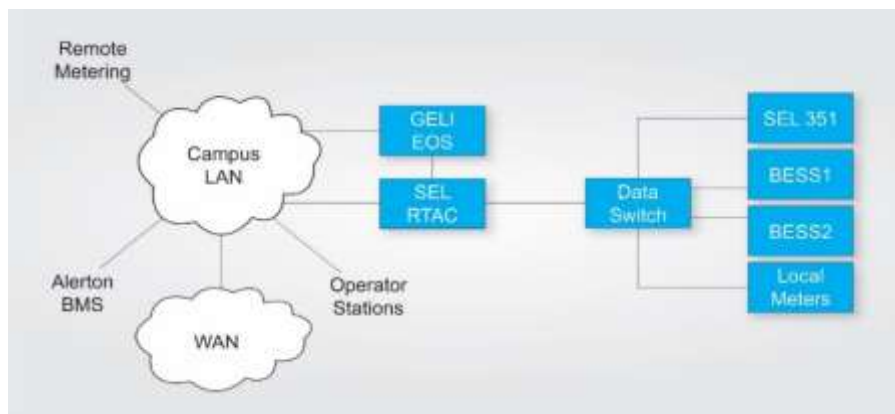 Remote
Metering
Campus
LAN
Alerton
BMS
WAN
Operator
Stations
GELI
EOS
SEL
RTAC
Data
Switch
SEL 351
BESS1
BESS2
Local
Meters